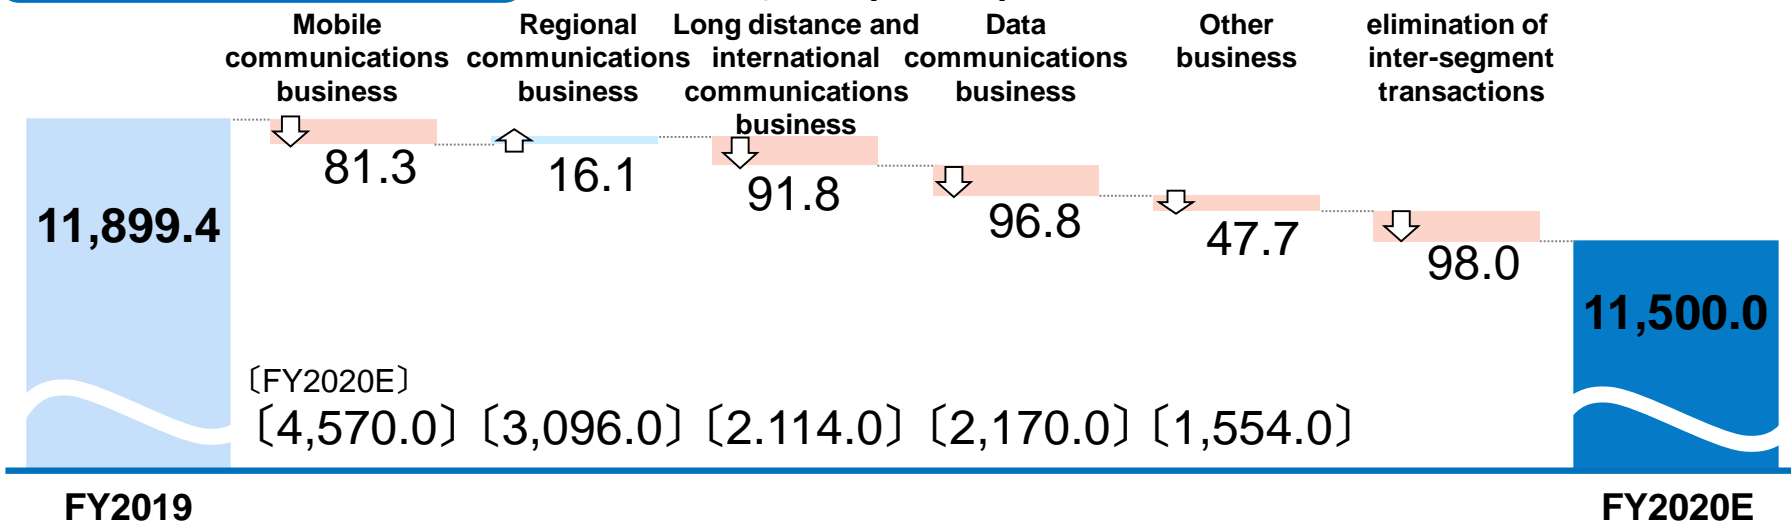 Mobile
communications
business
Regional
communications
business
Long distance and
international
communications
business
Data
communications
business
Other
business
elimination of
inter-segment
transactions
11,899.4
81.3
16.1
91.8
96.8
47.7
98.0
11,500.0
〔FY2020E〕
〔4,570.0〕〔3,096.0〕〔2.114.0〕〔2,170.0〕〔1,554.0〕
FY2019
FY2020E